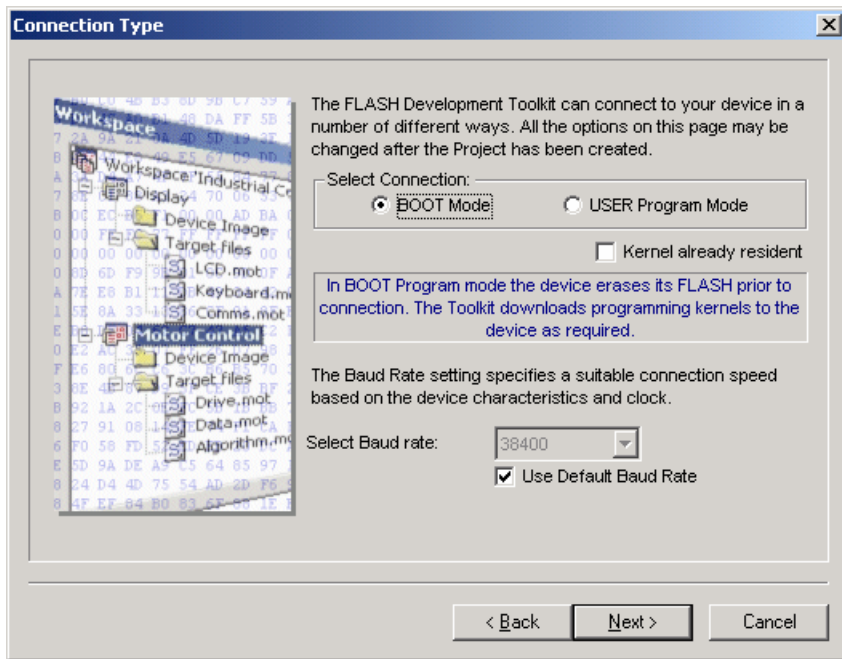 Connection Type
The FLASH Development Toolkit can connect to your device in a
number of different ways. All the options on this page may be
changed after the Project has been created.
Select Connection:
BOOT Mode USER Program Mode
Kernel already resident
In BOOT Program mode the device erases its FLASH prior to
connection. The Toolkit downloads programming kernels to the
device as required.
The Baud Rate setting specifies a suitable connection speed
based on the device characteristics and clock.
Select Baud rate: 38400
Use Default Baud Rate
Workspace
Workspace 'Industrial Ce
Display
Device Image
Target files
LCD.mot
Keyboard.m
Comms.mot
Motor Control
Device Image
Target files
Drive.mot
Data.mot
Algorithm.m
< Back Next > Cancel